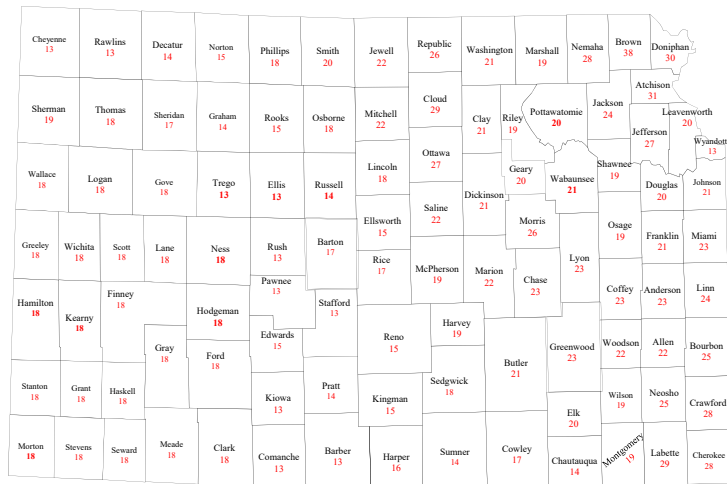 Cheyenne
13
Rawlins
13
Decatur
14
Norton
15
Phillips
18
Smith
20
Jewell
22
Republic
26
Washington
21
Marshall
19
Nemaha
28
Brown
38
Doniphan
30
Sherman
19
Thomas
18
Sheridan
17
Graham
14
Rooks
15
Osborne
18
Mitchell
22
Cloud
29
Clay
21
Riley
19
Pottawatomie
20
Jackson
24
Atchison
31
Jefferson
27
Leavenworth
20
Wyandott
13
Wallace
18
Logan
18
Gove
18
Trego
13
Ellis
13
Russell
14
Lincoln
18
Ottawa
27
Saline
22
Dickinson
21
Geary
20
Wabaunsee
21
Shawnee
19
Douglas
20
Johnson
21
Greeley
18
Wichita
18
Scott
18
Lane
18
Ness
18
Rush
13
Barton
17
Ellsworth
15
Rice
17
McPherson
19
Marion
22
Morris
26
Chase
23
Lyon
23
Osage
19
Franklin
21
Miami
23
Hamilton
18
Kearny
18
Finney
18
Hodgeman
18
Pawnee
13
Stafford
13
Coffey
23
Anderson
23
Linn
24
Gray
18
Ford
18
Edwards
15
Reno
15
Harvey
19
Butler
21
Greenwood
23
Woodson
22
Allen
22
Bourbon
25
Stanton
18
Grant
18
Haskell
18
Kiowa
13
Pratt
14
Kingman
15
Sedgwick
18
Elk
20
Wilson
19
Neosho
25
Crawford
28
Morton
18
Stevens
18
Seward
18
Meade
18
Clark
18
Comanche
13
Barber
13
Harper
16
Sumner
14
Cowley
17
Chautauqua
14
Montgomery
19
Labette
29
Cherokee
28